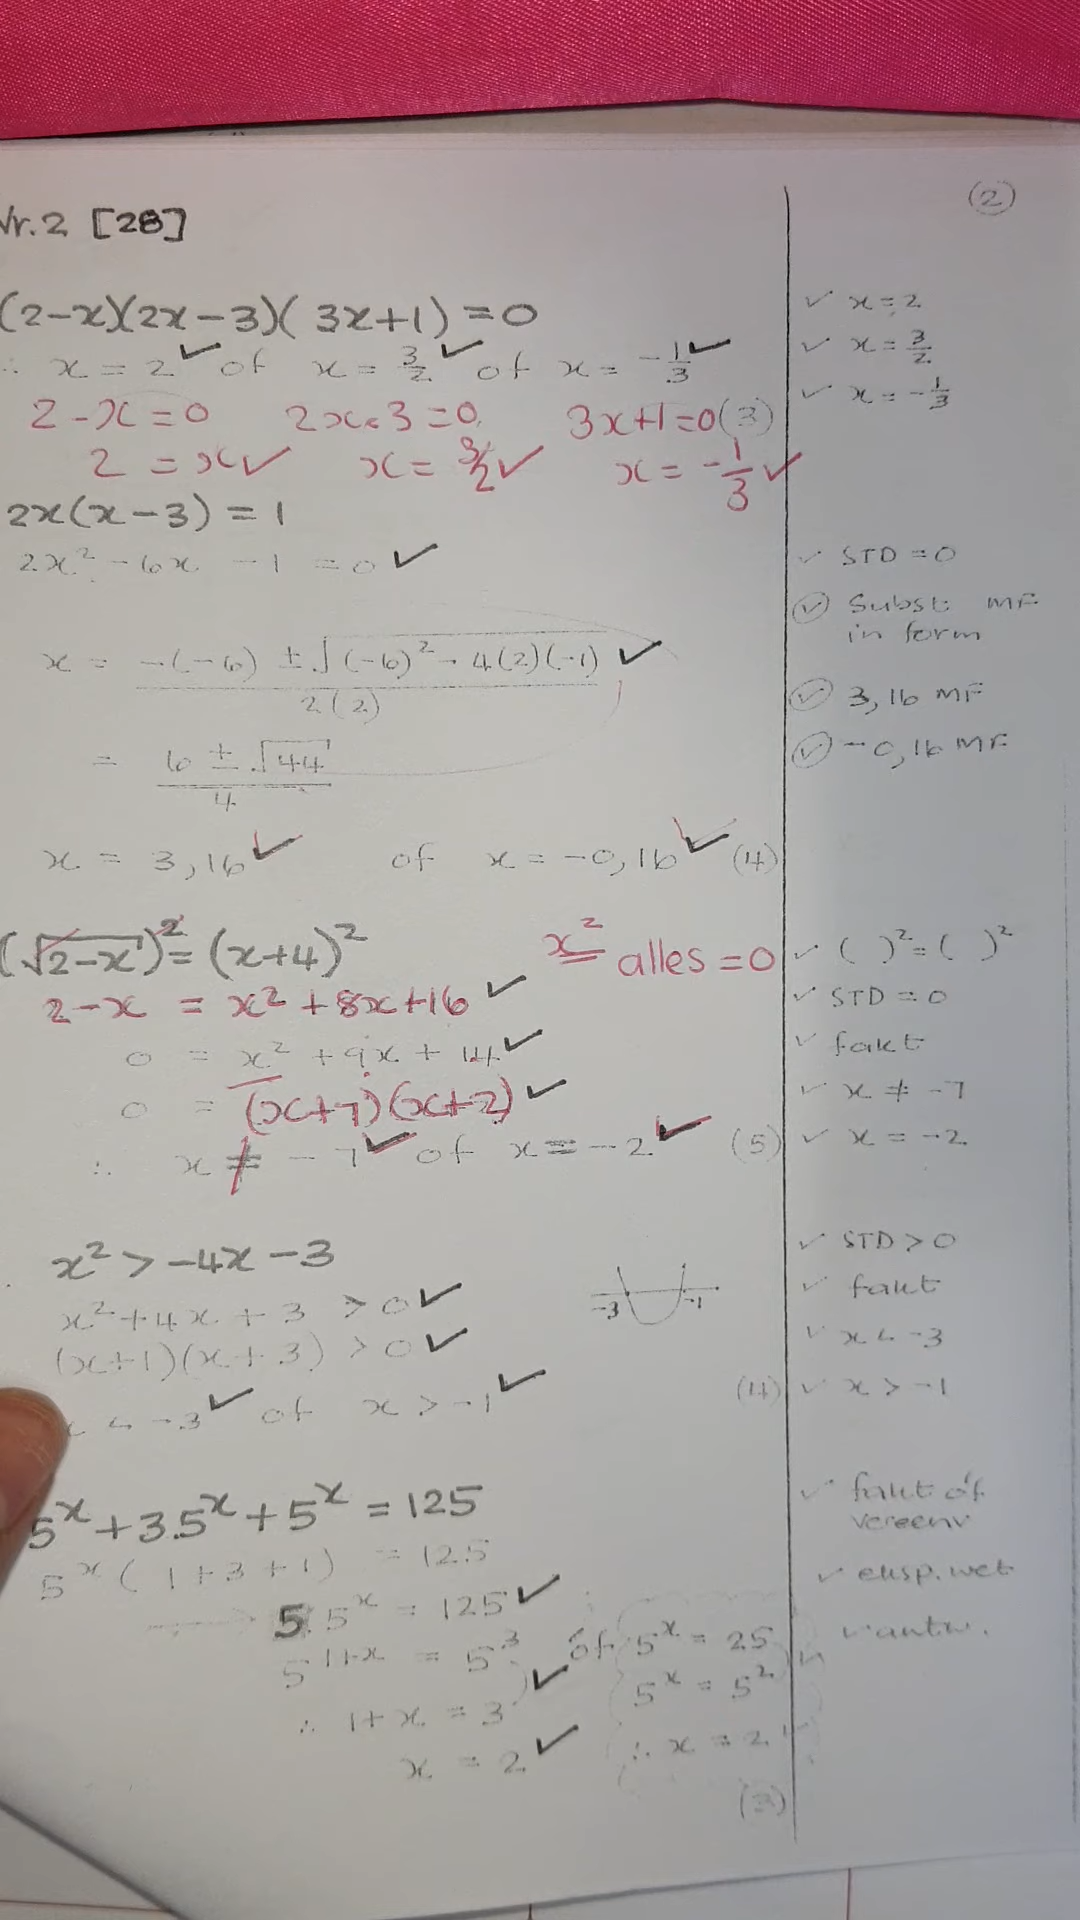 (2)
Nr. 2 [28]
(2-x)(2x-3)(3x+1)=0
∴ x = 2 ✓ of x = 3/2 ✓ of x = -1/3 ✓
✓ x = 2
✓ x = 3/2
✓ x = -1/3
2-x=0 2x-3=0 3x+1=0 (3)
2 = x ✓ x = 3/2 ✓ x = -1/3 ✓
2x(x-3) = 1
2x² - 6x - 1 = 0 ✓
✓ STD = 0
✓ Subst MF
in form
x = (-(-6) ± √((-6)² - 4(2)(-1))) / 2(2) ✓
✓ 3,16 MF
✓ -0,16 MF
= (6 ± √44) / 4
x = 3,16 ✓ of x = -0,16 ✓ (4)
(√(2-x))² = (x+4)²
x² alles = 0
2-x = x² + 8x + 16 ✓
0 = x² + 9x + 14 ✓
0 = (x+7)(x+2) ✓
∴ x ≠ -7 ✓ of x = -2 ✓ (5)
✓ ( )² = ( )²
✓ STD = 0
✓ fakt
✓ x ≠ -7
✓ x = -2
x² > -4x - 3
x² + 4x + 3 > 0 ✓
(x+1)(x+3) > 0 ✓
-3 -1
x < -3 ✓ of x > -1 ✓ (4)
✓ STD > 0
✓ fakt
✓ x < -3
✓ x > -1
5^x + 3.5^x + 5^x = 125
5^x (1+3+1) = 125
5.5^x = 125 ✓
5^(1+x) = 5³ óf 5^x = 25
∴ 1+x = 3 ✓ 5^x = 5²
x = 2 ✓ ∴ x = 2
(3)
✓ fakt óf
vereenv
✓ eksp. wet
✓ antw.